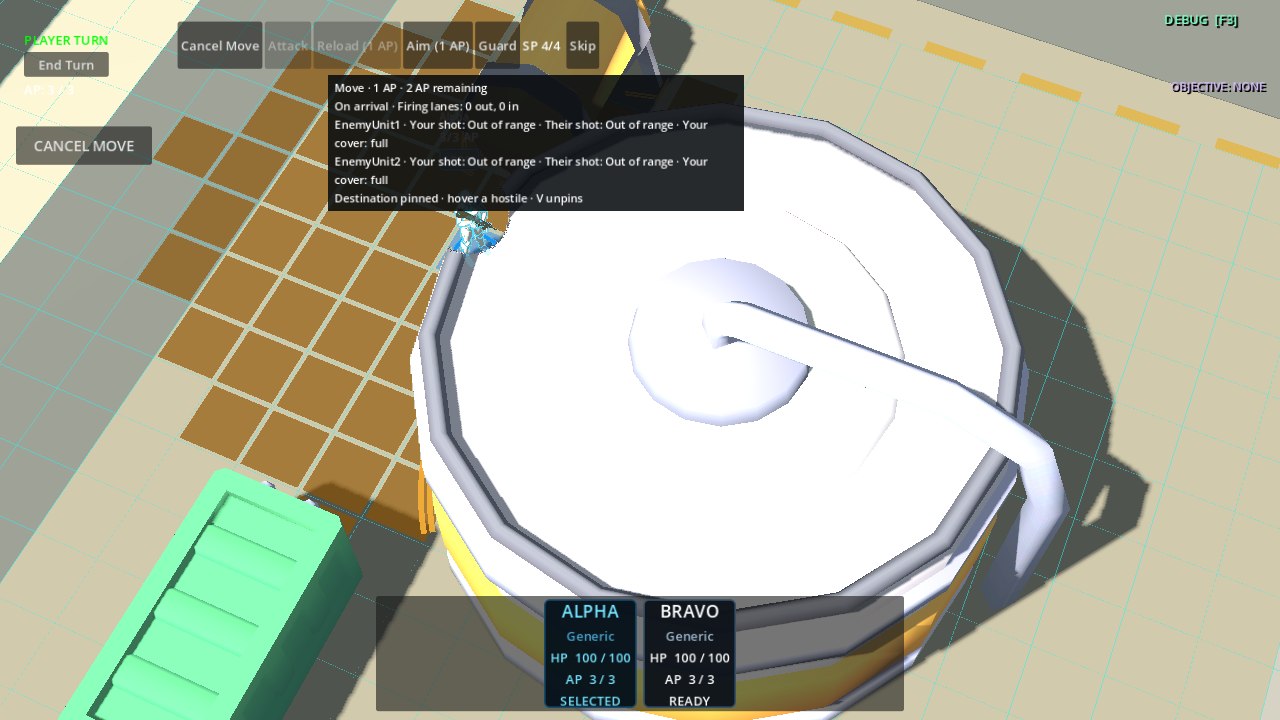 PLAYER TURN
End Turn
AP: 3 / 3
CANCEL MOVE
Cancel Move
Attack
Reload (1 AP)
Aim (1 AP)
Guard
SP 4/4
Skip
DEBUG [F3]
OBJECTIVE: NONE
Move · 1 AP · 2 AP remaining
On arrival · Firing lanes: 0 out, 0 in
EnemyUnit1 · Your shot: Out of range · Their shot: Out of range · Your
cover: full
EnemyUnit2 · Your shot: Out of range · Their shot: Out of range · Your
cover: full
Destination pinned · hover a hostile · V unpins
ALPHA
Generic
HP 100 / 100
AP 3 / 3
SELECTED
BRAVO
Generic
HP 100 / 100
AP 3 / 3
READY